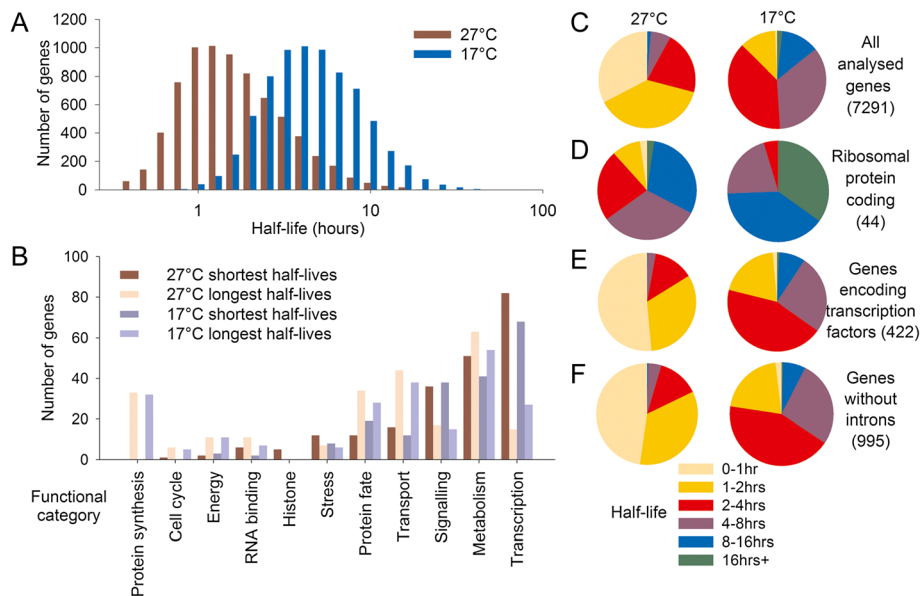 A
27°C
17°C
Number of genes
1200
1000
800
600
400
200
0
1
10
100
Half-life (hours)
B
27°C shortest half-lives
27°C longest half-lives
17°C shortest half-lives
17°C longest half-lives
Number of genes
100
80
60
40
20
0
Functional
category
Protein synthesis
Cell cycle
Energy
RNA binding
Histone
Stress
Protein fate
Transport
Signalling
Metabolism
Transcription
C
27°C
17°C
All
analysed
genes
(7291)
D
Ribosomal
protein
coding
(44)
E
Genes
encoding
transcription
factors (422)
F
Genes
without
introns
(995)
Half-life
0-1hr
1-2hrs
2-4hrs
4-8hrs
8-16hrs
16hrs+